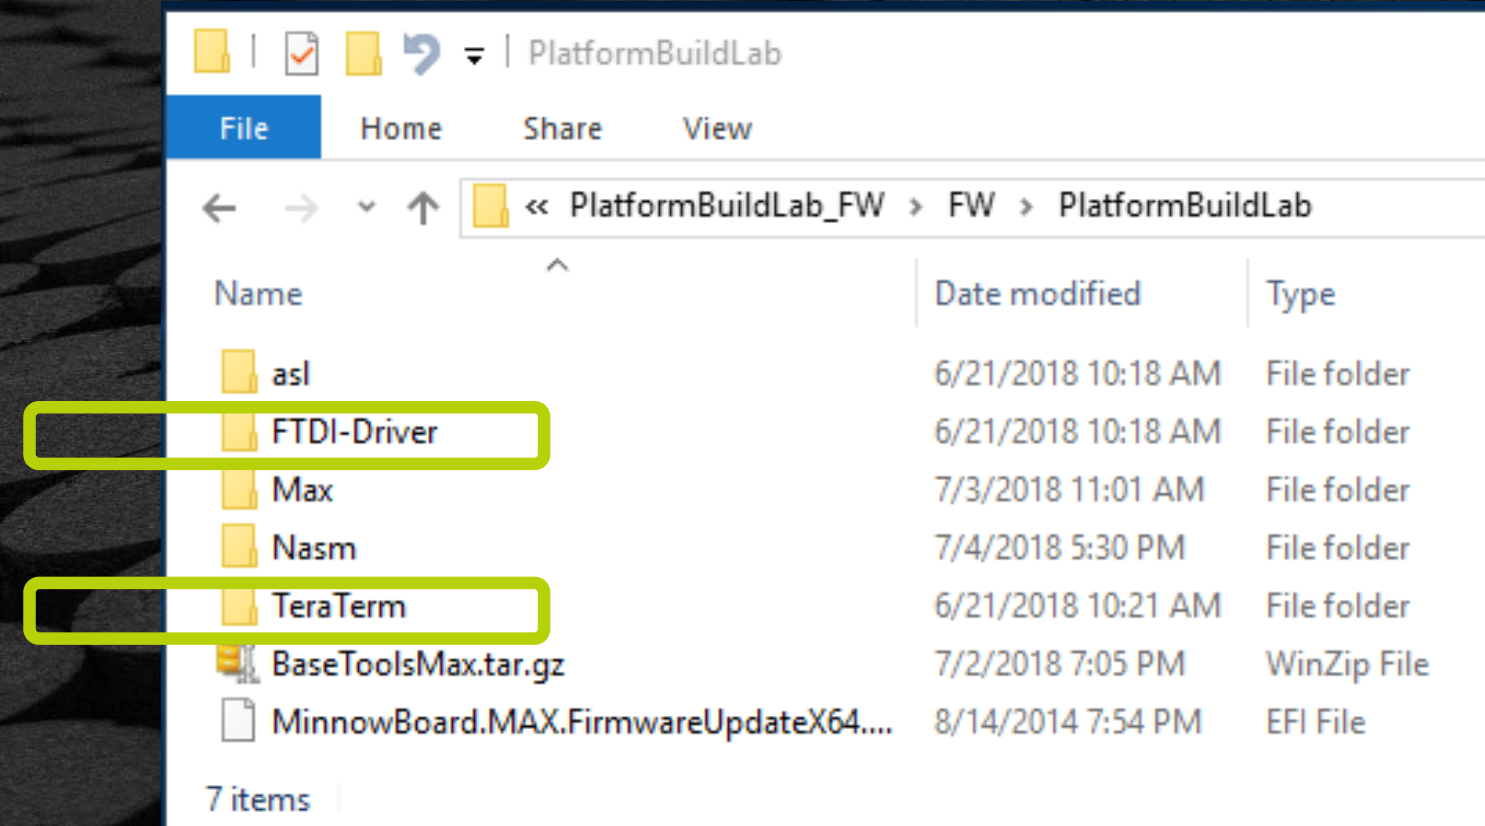 PlatformBuildLab
File Home Share View
« PlatformBuildLab_FW > FW > PlatformBuildLab
Name Date modified Type
asl 6/21/2018 10:18 AM File folder
FTDI-Driver 6/21/2018 10:18 AM File folder
Max 7/3/2018 11:01 AM File folder
Nasm 7/4/2018 5:30 PM File folder
TeraTerm 6/21/2018 10:21 AM File folder
BaseToolsMax.tar.gz 7/2/2018 7:05 PM WinZip File
MinnowBoard.MAX.FirmwareUpdateX64.... 8/14/2014 7:54 PM EFI File
7 items